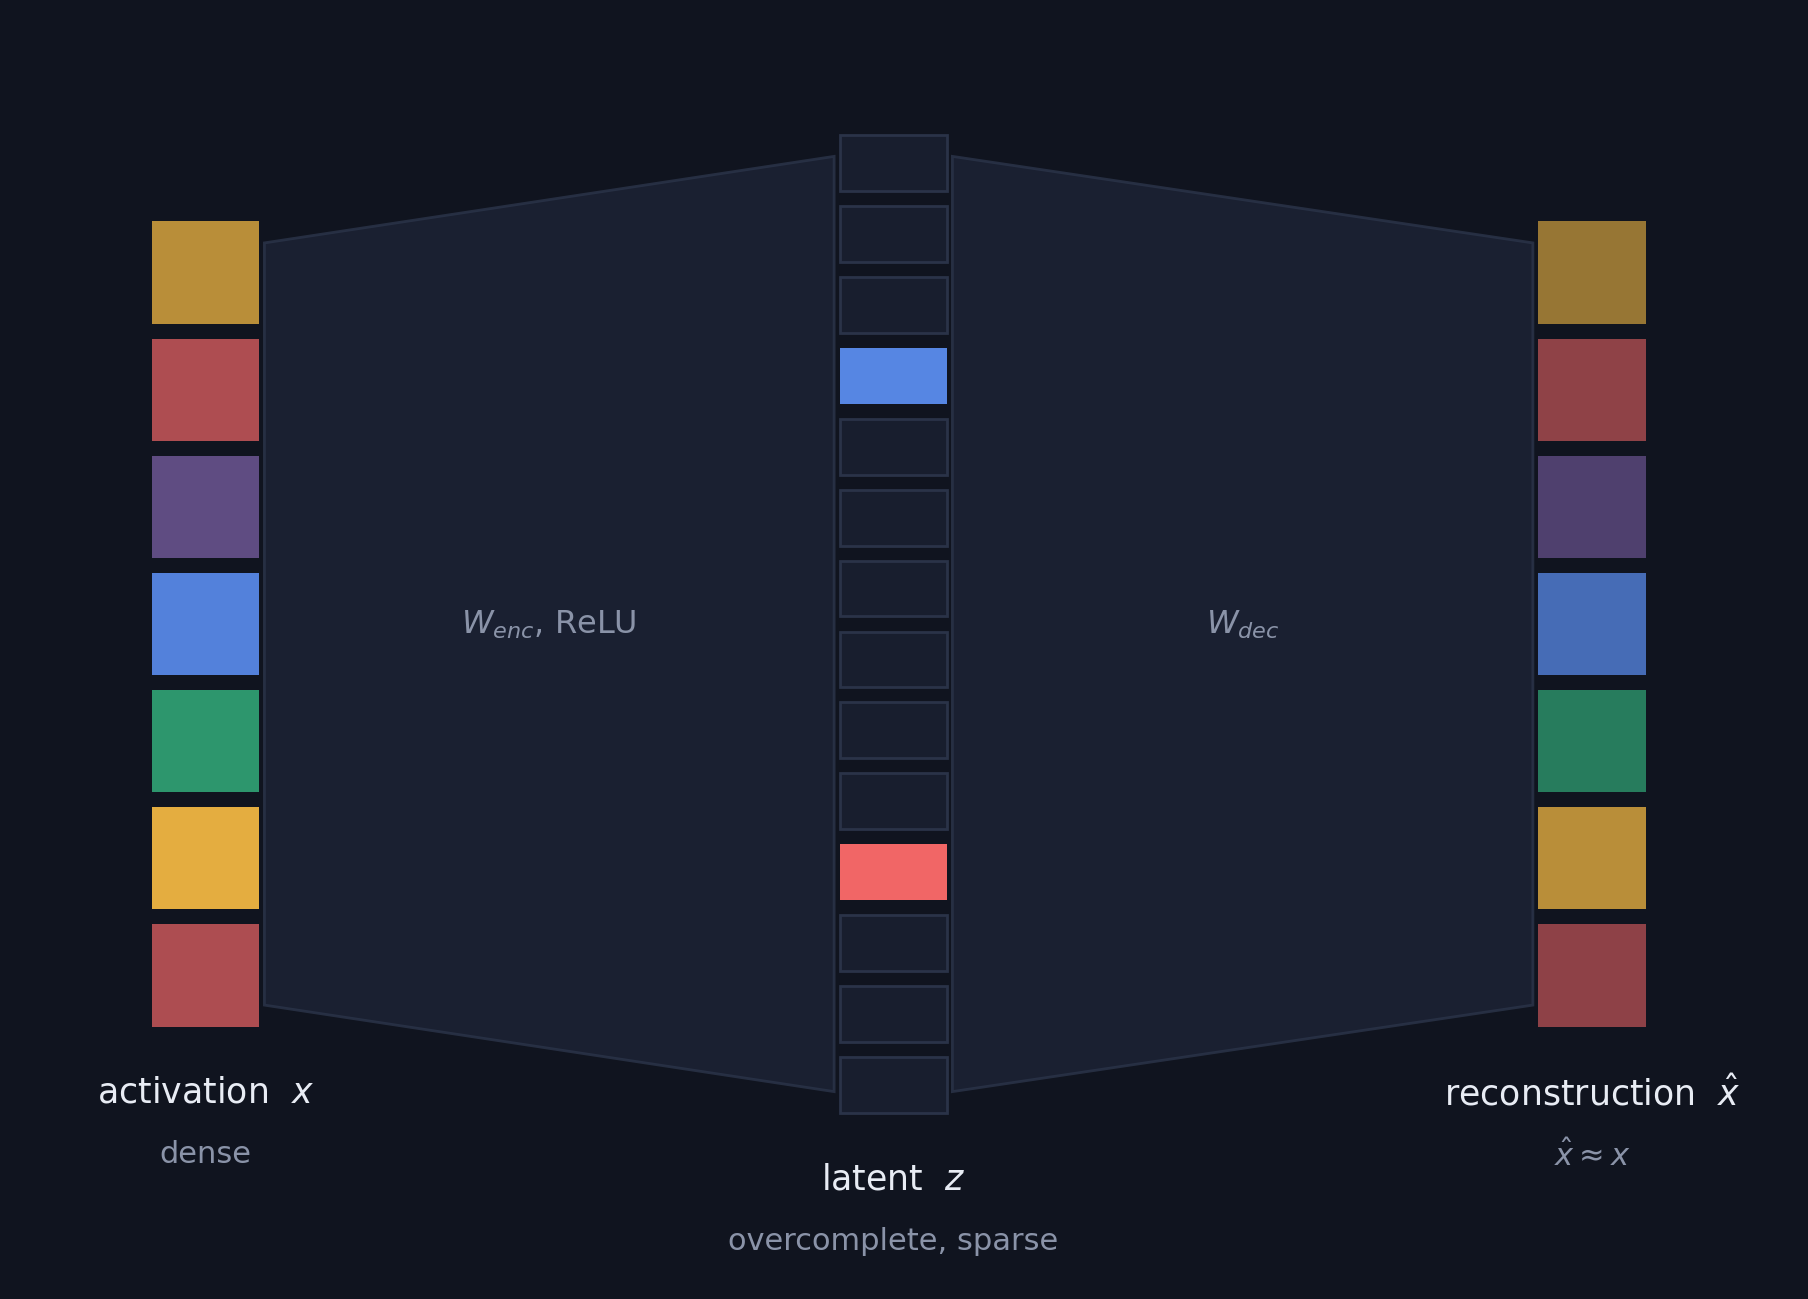 W_enc, ReLU
W_dec
activation x
dense
latent z
overcomplete, sparse
reconstruction x̂
x̂ ≈ x